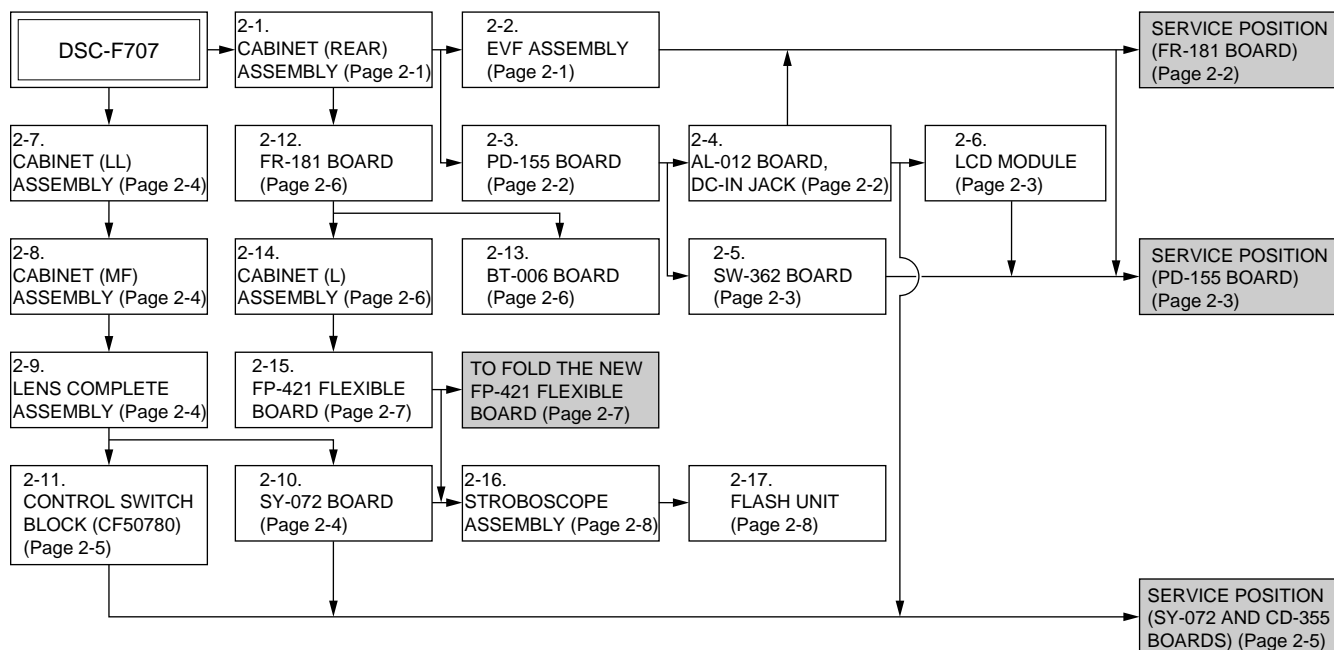 DSC-F707
2-1.
CABINET (REAR)
ASSEMBLY (Page 2-1)
2-2.
EVF ASSEMBLY
(Page 2-1)
SERVICE POSITION
(FR-181 BOARD)
(Page 2-2)
2-7.
CABINET (LL)
ASSEMBLY (Page 2-4)
2-12.
FR-181 BOARD
(Page 2-6)
2-3.
PD-155 BOARD
(Page 2-2)
2-4.
AL-012 BOARD,
DC-IN JACK (Page 2-2)
2-6.
LCD MODULE
(Page 2-3)
2-8.
CABINET (MF)
ASSEMBLY (Page 2-4)
2-14.
CABINET (L)
ASSEMBLY (Page 2-6)
2-13.
BT-006 BOARD
(Page 2-6)
2-5.
SW-362 BOARD
(Page 2-3)
SERVICE POSITION
(PD-155 BOARD)
(Page 2-3)
2-9.
LENS COMPLETE
ASSEMBLY (Page 2-4)
2-15.
FP-421 FLEXIBLE
BOARD (Page 2-7)
TO FOLD THE NEW
FP-421 FLEXIBLE
BOARD (Page 2-7)
2-11.
CONTROL SWITCH
BLOCK (CF50780)
(Page 2-5)
2-10.
SY-072 BOARD
(Page 2-4)
2-16.
STROBOSCOPE
ASSEMBLY (Page 2-8)
2-17.
FLASH UNIT
(Page 2-8)
SERVICE POSITION
(SY-072 AND CD-355
BOARDS) (Page 2-5)